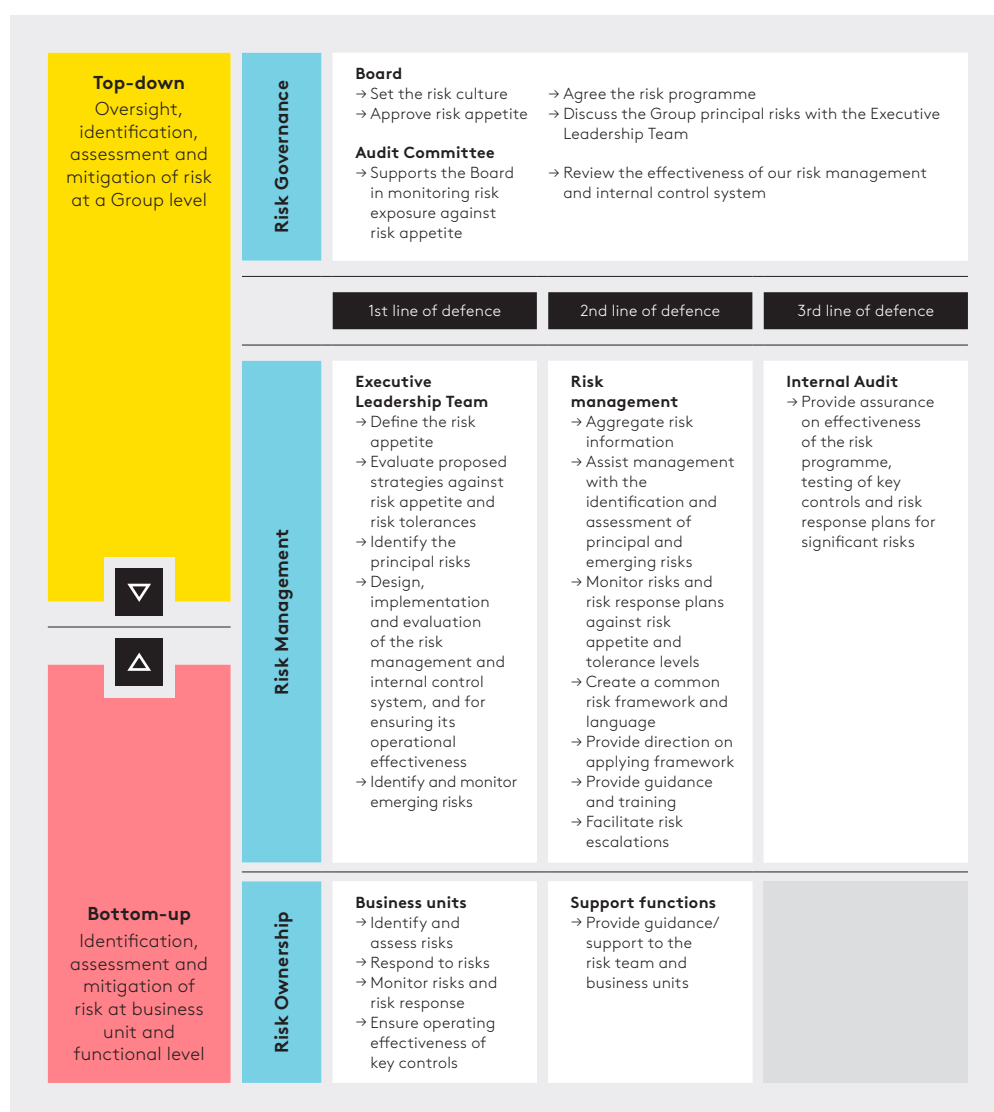 Top-down
Oversight,
identification,
assessment and
mitigation of risk
at a Group level
Risk Governance
Board
→ Set the risk culture
→ Approve risk appetite
→ Agree the risk programme
→ Discuss the Group principal risks with the Executive
Leadership Team
Audit Committee
→ Supports the Board
in monitoring risk
exposure against
risk appetite
→ Review the effectiveness of our risk management
and internal control system
1st line of defence
2nd line of defence
3rd line of defence
Risk Management
Executive
Leadership Team
→ Define the risk
appetite
→ Evaluate proposed
strategies against
risk appetite and
risk tolerances
→ Identify the
principal risks
→ Design,
implementation
and evaluation
of the risk
management and
internal control
system, and for
ensuring its
operational
effectiveness
→ Identify and monitor
emerging risks
Risk
management
→ Aggregate risk
information
→ Assist management
with the
identification and
assessment of
principal and
emerging risks
→ Monitor risks and
risk response plans
against risk
appetite and
tolerance levels
→ Create a common
risk framework and
language
→ Provide direction on
applying framework
→ Provide guidance
and training
→ Facilitate risk
escalations
Internal Audit
→ Provide assurance
on effectiveness
of the risk
programme,
testing of key
controls and risk
response plans for
significant risks
Bottom-up
Identification,
assessment and
mitigation of
risk at business
unit and
functional level
Risk Ownership
Business units
→ Identify and
assess risks
→ Respond to risks
→ Monitor risks and
risk response
→ Ensure operating
effectiveness of
key controls
Support functions
→ Provide guidance/
support to the
risk team and
business units